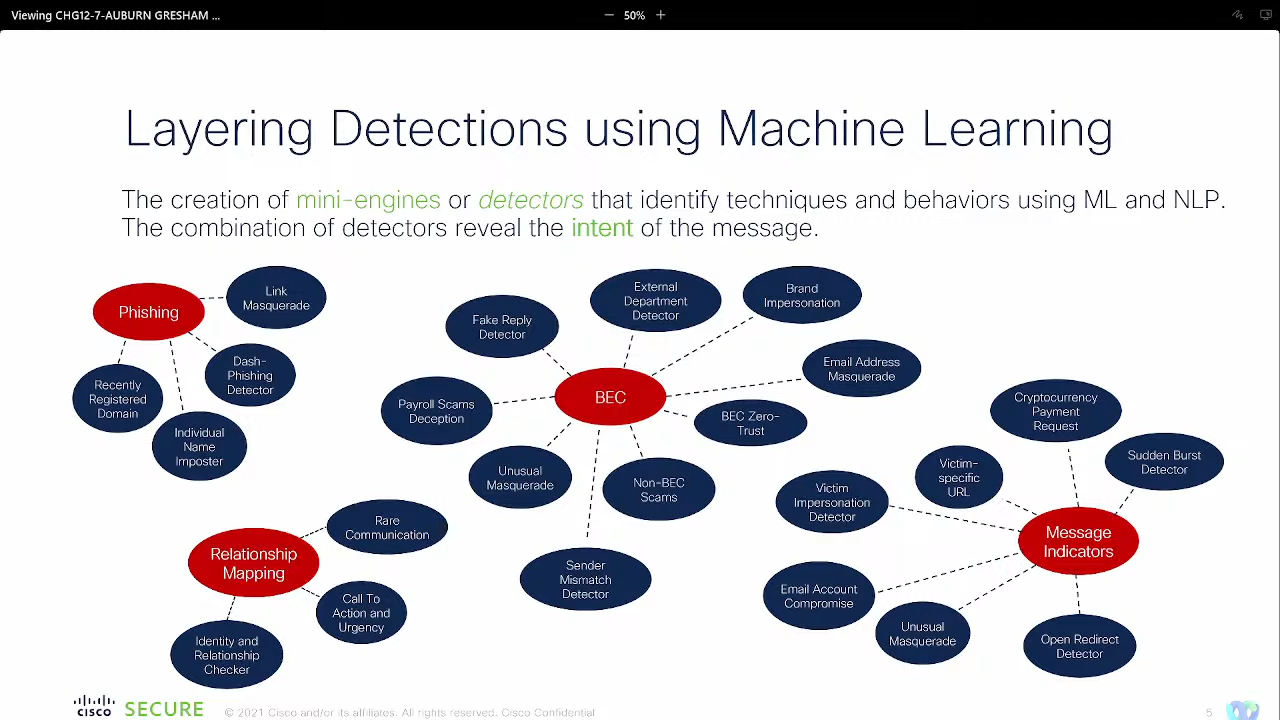 Viewing CHG12-7-AUBURN GRESHAM ...
50%
Layering Detections using Machine Learning
The creation of mini-engines or detectors that identify techniques and behaviors using ML and NLP.
The combination of detectors reveal the intent of the message.
Phishing
Link
Masquerade
Dash-
Phishing
Detector
Recently
Registered
Domain
Individual
Name
Imposter
BEC
Fake Reply
Detector
External
Department
Detector
Brand
Impersonation
Email Address
Masquerade
Payroll Scams
Deception
BEC Zero-
Trust
Unusual
Masquerade
Non-BEC
Scams
Sender
Mismatch
Detector
Relationship
Mapping
Rare
Communication
Call To
Action and
Urgency
Identity and
Relationship
Checker
Message
Indicators
Cryptocurrency
Payment
Request
Sudden Burst
Detector
Victim-
specific
URL
Victim
Impersonation
Detector
Email Account
Compromise
Unusual
Masquerade
Open Redirect
Detector
CISCO SECURE
© 2021 Cisco and/or its affiliates. All rights reserved. Cisco Confidential
5